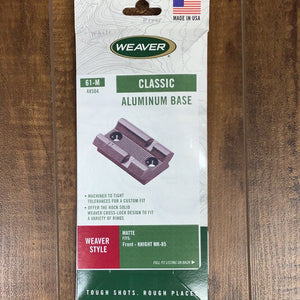 MADE IN USA
WEAVER
61-M
48504
CLASSIC
ALUMINUM BASE
• MACHINED TO TIGHT
TOLERANCES FOR A CUSTOM FIT
• OFFER THE ROCK SOLID
WEAVER CROSS-LOCK DESIGN TO FIT
A VARIETY OF RINGS
WEAVER
STYLE
MATTE
FITS
Front - KNIGHT MK-85
FULL FIT LISTING ON BACK
TOUGH SHOTS. ROUGH PLACE